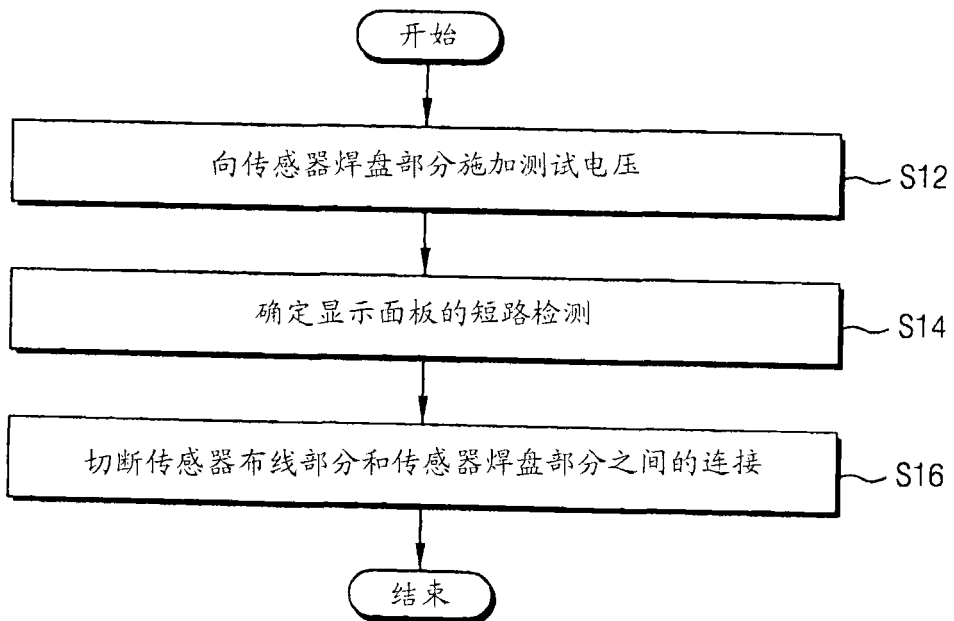 开始
向传感器焊盘部分施加测试电压
S12
确定显示面板的短路检测
S14
切断传感器布线部分和传感器焊盘部分之间的连接
S16
结束